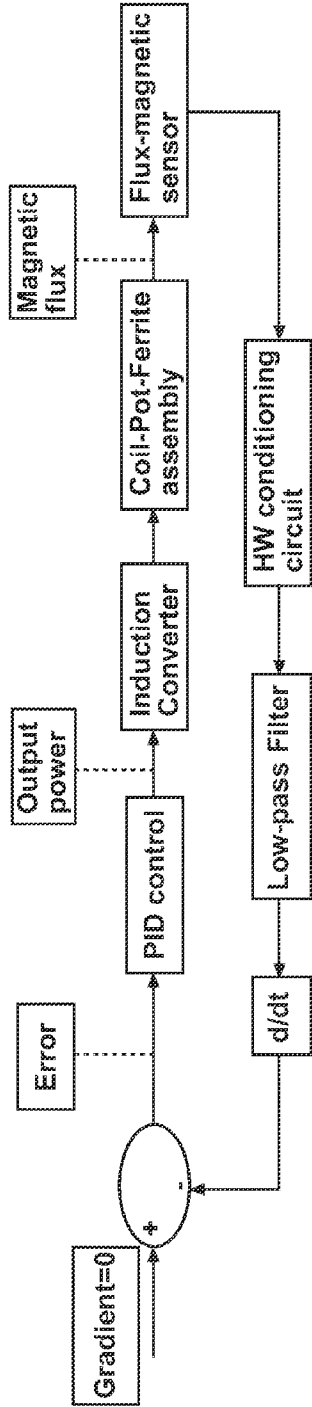 Gradient=0
+
-
Error
PID control
Output
power
Induction
Converter
Coil-Pot-Ferrite
assembly
Magnetic
flux
Flux-magnetic
sensor
HW conditioning
circuit
Low-pass Filter
d/dt